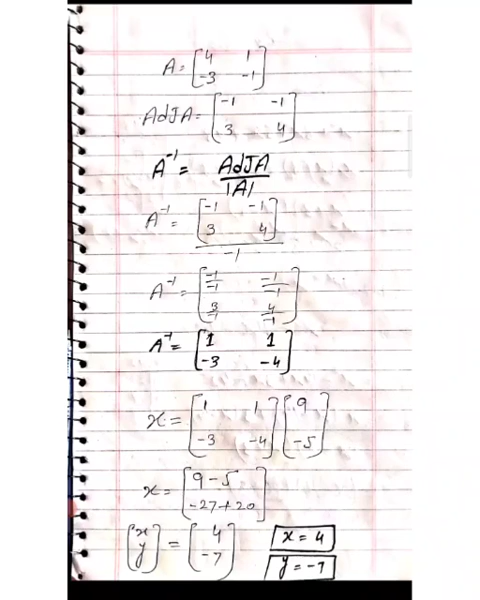 A = [4 1
-3 -1]
AdJA = [-1 -1
3 4]
A⁻¹ = AdJA
|A|
A⁻¹ = [-1 -1
3 4]
-1
A⁻¹ = [-1/-1 -1/-1
3/-1 4/-1]
A⁻¹ = [1 1
-3 -4]
x = [1 1 [9
-3 -4] -5]
x = [9-5
-27+20]
[x y] = [4 -7] x = 4
y = -7